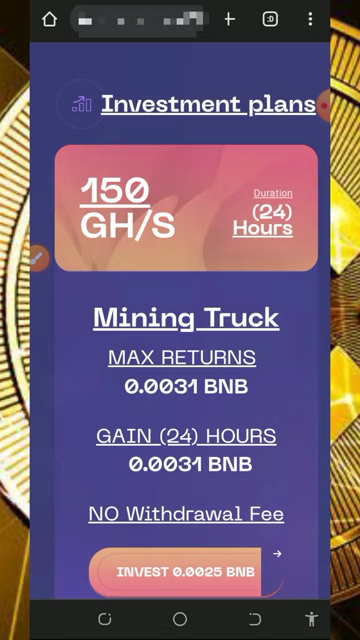 :D
Investment plans
150
GH/S
Duration
(24)
Hours
Mining Truck
MAX RETURNS
0.0031 BNB
GAIN (24) HOURS
0.0031 BNB
NO Withdrawal Fee
INVEST 0.0025 BNB